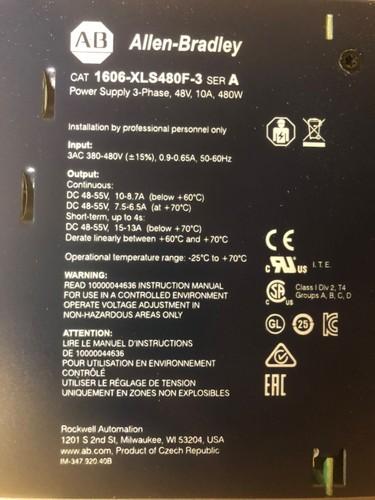 AB Allen-Bradley
CAT 1606-XLS480F-3 SER A
Power Supply 3-Phase, 48V, 10A, 480W
Installation by professional personnel only
Input:
3AC 380-480V (±15%), 0.9-0.65A, 50-60Hz
Output:
Continuous:
DC 48-55V, 10-8.7A (below +60°C)
DC 48-55V, 7.5-6.5A (at +70°C)
Short-term, up to 4s:
DC 48-55V, 15-13A (below +70°C)
Derate linearly between +60°C and +70°C
Operational temperature range: -25°C to +70°C
CE
c UR US I.T.E.
WARNING:
READ 10000044636 INSTRUCTION MANUAL
FOR USE IN A CONTROLLED ENVIRONMENT
OPERATE VOLTAGE ADJUSTMENT IN
NON-HAZARDOUS AREAS ONLY
SA C US Class I Div 2, T4
Groups A, B, C, D
GL 25 KC
ATTENTION:
LIRE LE MANUEL D'INSTRUCTIONS
DE 10000044636
POUR UTILISATION EN ENVIRONNEMENT
CONTRÔLÉ
UTILISER LE RÉGLAGE DE TENSION
UNIQUEMENT EN ZONES NON EXPLOSIBLES
EAC
Rockwell Automation
1201 S 2nd St, Milwaukee, WI 53204, USA
www.ab.com, Product of Czech Republic
IM-347.920.40B